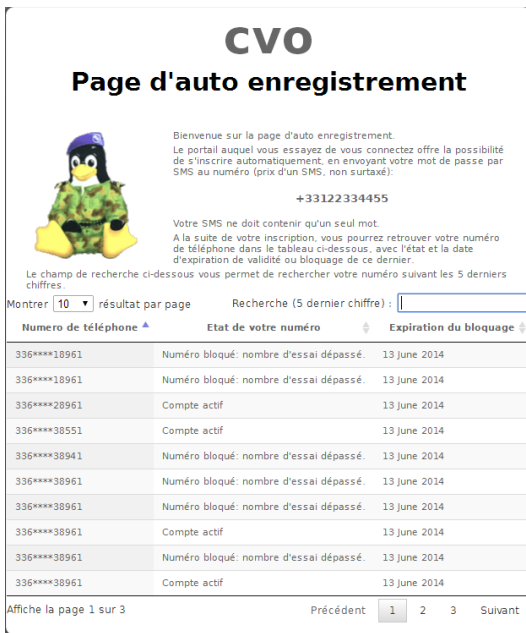 cvo
Page d'auto enregistrement
Bienvenue sur la page d'auto enregistrement.
Le portail auquel vous essayez de vous connectez offre la possibilité
de s'inscrire automatiquement, en envoyant votre mot de passe par
SMS au numéro (prix d'un SMS, non surtaxé):
+33122334455
Votre SMS ne doit contenir qu'un seul mot.
A la suite de votre inscription, vous pourrez retrouver votre numéro
de téléphone dans le tableau ci-dessous, avec l'état et la date
d'expiration de validité ou bloquage de ce dernier.
Le champ de recherche ci-dessous vous permet de rechercher votre numéro suivant les 5 derniers
chiffres.
Montrer 10 résultat par page Recherche (5 dernier chiffre) :
Numero de téléphone Etat de votre numéro Expiration du bloquage
336****18961 Numéro bloqué: nombre d'essai dépassé. 13 June 2014
336****18961 Numéro bloqué: nombre d'essai dépassé. 13 June 2014
336****28961 Compte actif 13 June 2014
336****38551 Compte actif 13 June 2014
336****38941 Numéro bloqué: nombre d'essai dépassé. 13 June 2014
336****38961 Numéro bloqué: nombre d'essai dépassé. 13 June 2014
336****38961 Numéro bloqué: nombre d'essai dépassé. 13 June 2014
336****38961 Compte actif 13 June 2014
336****38961 Numéro bloqué: nombre d'essai dépassé. 13 June 2014
336****38961 Compte actif 13 June 2014
Affiche la page 1 sur 3 Précédent 1 2 3 Suivant